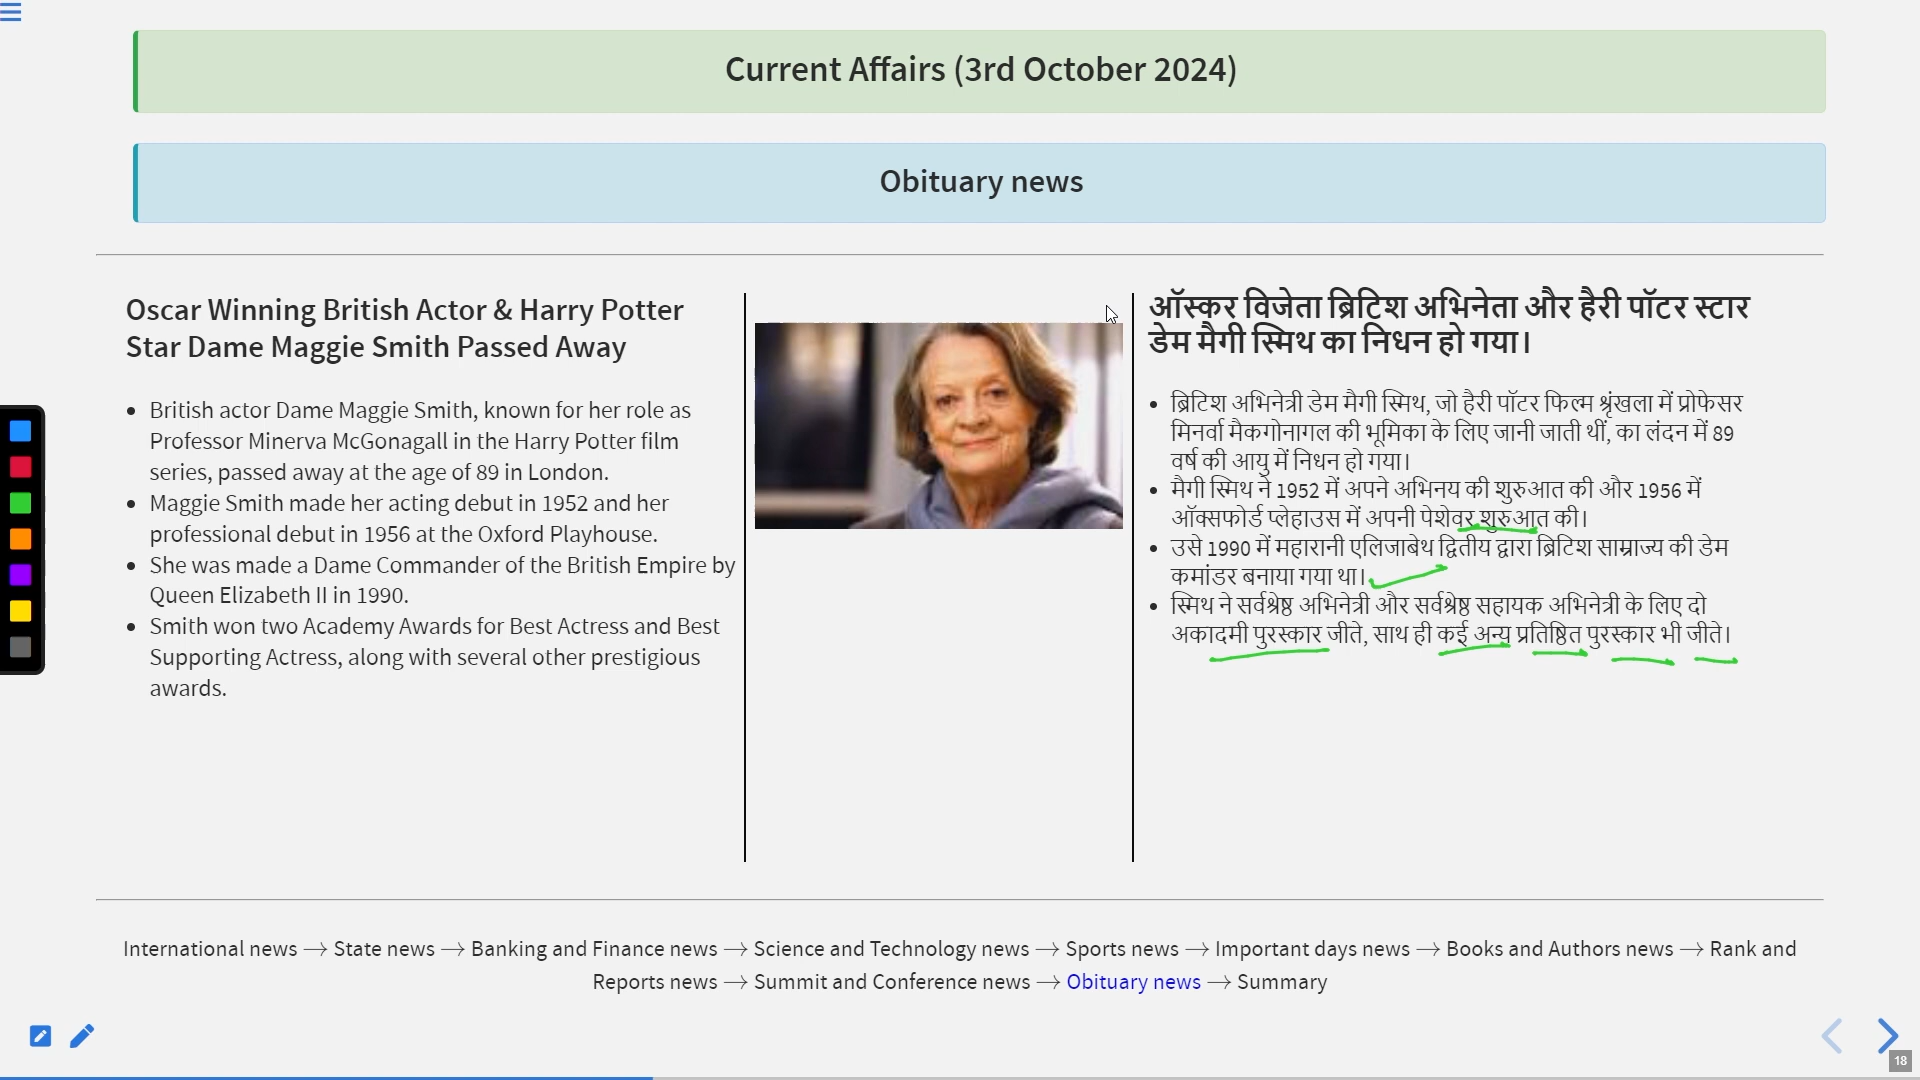 Current Affairs (3rd October 2024)
Obituary news
Oscar Winning British Actor & Harry Potter
Star Dame Maggie Smith Passed Away
• British actor Dame Maggie Smith, known for her role as
Professor Minerva McGonagall in the Harry Potter film
series, passed away at the age of 89 in London.
• Maggie Smith made her acting debut in 1952 and her
professional debut in 1956 at the Oxford Playhouse.
• She was made a Dame Commander of the British Empire by
Queen Elizabeth II in 1990.
• Smith won two Academy Awards for Best Actress and Best
Supporting Actress, along with several other prestigious
awards.
ऑस्कर विजेता ब्रिटिश अभिनेता और हैरी पॉटर स्टार
डेम मैगी स्मिथ का निधन हो गया।
• ब्रिटिश अभिनेत्री डेम मैगी स्मिथ, जो हैरी पॉटर फिल्म श्रृंखला में प्रोफेसर
मिनर्वा मैकगोनागल की भूमिका के लिए जानी जाती थीं, का लंदन में 89
वर्ष की आयु में निधन हो गया।
• मैगी स्मिथ ने 1952 में अपने अभिनय की शुरुआत की और 1956 में
ऑक्सफोर्ड प्लेहाउस में अपनी पेशेवर शुरुआत की।
• उसे 1990 में महारानी एलिजाबेथ द्वितीय द्वारा ब्रिटिश साम्राज्य की डेम
कमांडर बनाया गया था।
• स्मिथ ने सर्वश्रेष्ठ अभिनेत्री और सर्वश्रेष्ठ सहायक अभिनेत्री के लिए दो
अकादमी पुरस्कार जीते, साथ ही कई अन्य प्रतिष्ठित पुरस्कार भी जीते।
International news → State news → Banking and Finance news → Science and Technology news → Sports news → Important days news → Books and Authors news → Rank and
Reports news → Summit and Conference news → Obituary news → Summary
18